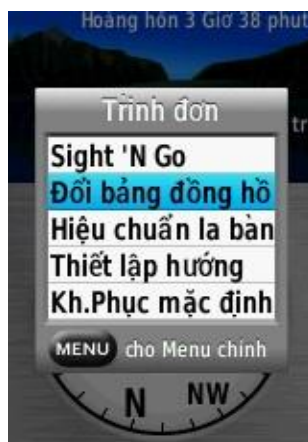 Hoàng hôn 3 Giờ 38 phút
Trình đơn
tr
Sight 'N Go
Đổi bảng đồng hồ
Hiệu chuẩn la bàn
Thiết lập hướng
Kh.Phục mặc định
MENU cho Menu chính
N NW